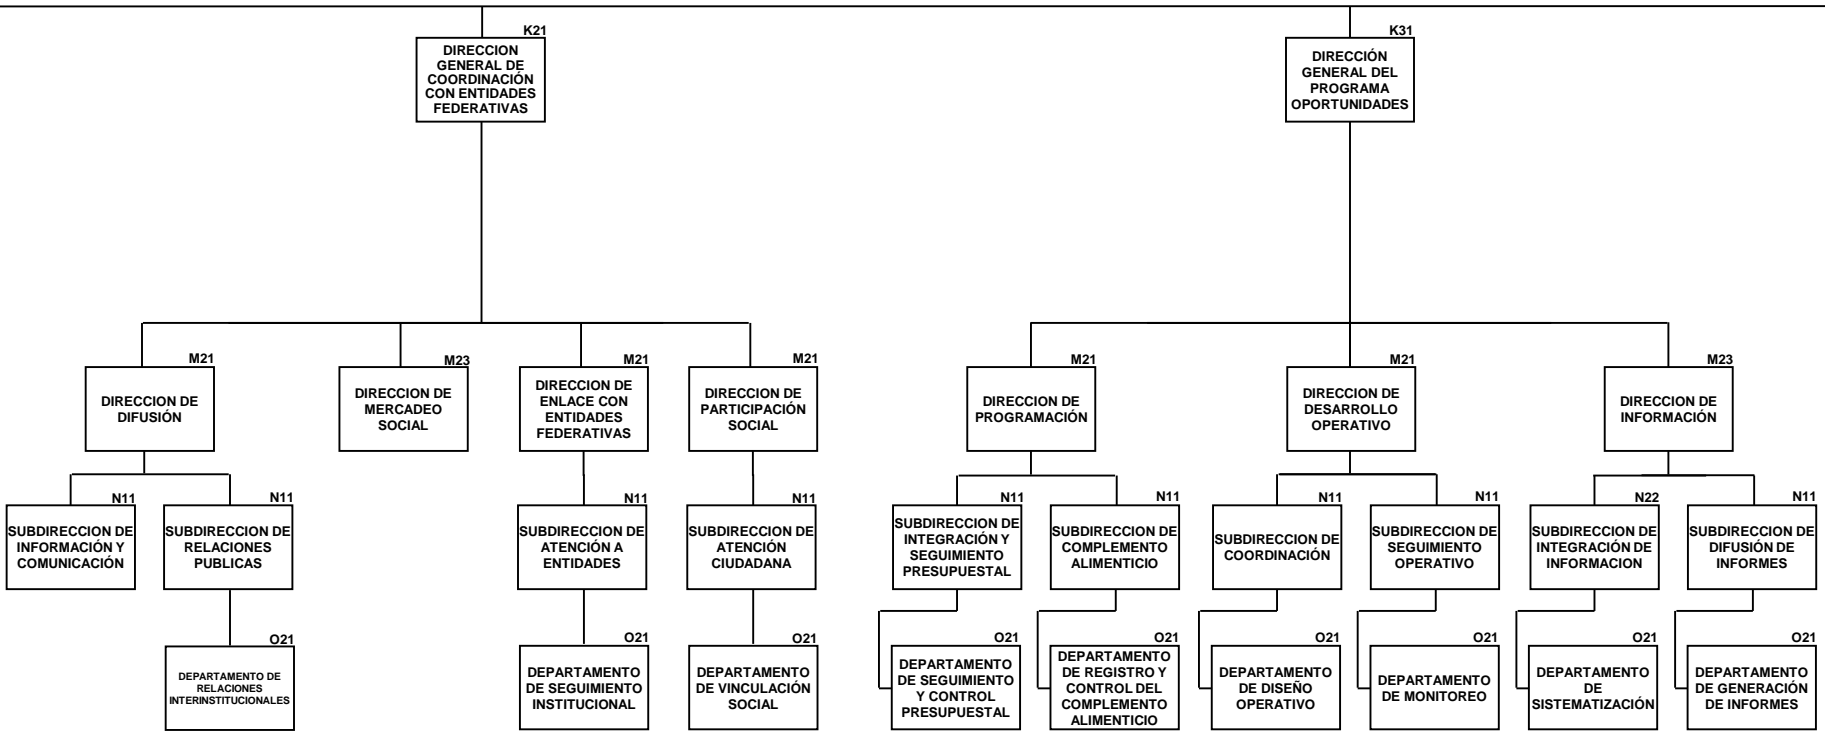 K21
DIRECCION
GENERAL DE
COORDINACIÓN
CON ENTIDADES
FEDERATIVAS
K31
DIRECCIÓN
GENERAL DEL
PROGRAMA
OPORTUNIDADES
M21
DIRECCION DE
DIFUSIÓN
M23
DIRECCION DE
MERCADEO
SOCIAL
M21
DIRECCION DE
ENLACE CON
ENTIDADES
FEDERATIVAS
M21
DIRECCION DE
PARTICIPACIÓN
SOCIAL
M21
DIRECCION DE
PROGRAMACIÓN
M21
DIRECCION DE
DESARROLLO
OPERATIVO
M23
DIRECCION DE
INFORMACIÓN
N11
SUBDIRECCION DE
INFORMACIÓN Y
COMUNICACIÓN
N11
SUBDIRECCION DE
RELACIONES
PUBLICAS
N11
SUBDIRECCION DE
ATENCIÓN A
ENTIDADES
N11
SUBDIRECCION DE
ATENCIÓN
CIUDADANA
N11
SUBDIRECCION DE
INTEGRACIÓN Y
SEGUIMIENTO
PRESUPUESTAL
N11
SUBDIRECCION DE
COMPLEMENTO
ALIMENTICIO
N11
SUBDIRECCION DE
COORDINACIÓN
N11
SUBDIRECCION DE
SEGUIMIENTO
OPERATIVO
N22
SUBDIRECCION DE
INTEGRACIÓN DE
INFORMACION
N11
SUBDIRECCION DE
DIFUSIÓN DE
INFORMES
O21
DEPARTAMENTO DE
RELACIONES
INTERINSTITUCIONALES
O21
DEPARTAMENTO
DE SEGUIMIENTO
INSTITUCIONAL
O21
DEPARTAMENTO
DE VINCULACIÓN
SOCIAL
O21
DEPARTAMENTO
DE SEGUIMIENTO
Y CONTROL
PRESUPUESTAL
O21
DEPARTAMENTO
DE REGISTRO Y
CONTROL DEL
COMPLEMENTO
ALIMENTICIO
O21
DEPARTAMENTO
DE DISEÑO
OPERATIVO
O21
DEPARTAMENTO
DE MONITOREO
O21
DEPARTAMENTO
DE
SISTEMATIZACIÓN
O21
DEPARTAMENTO
DE GENERACIÓN
DE INFORMES